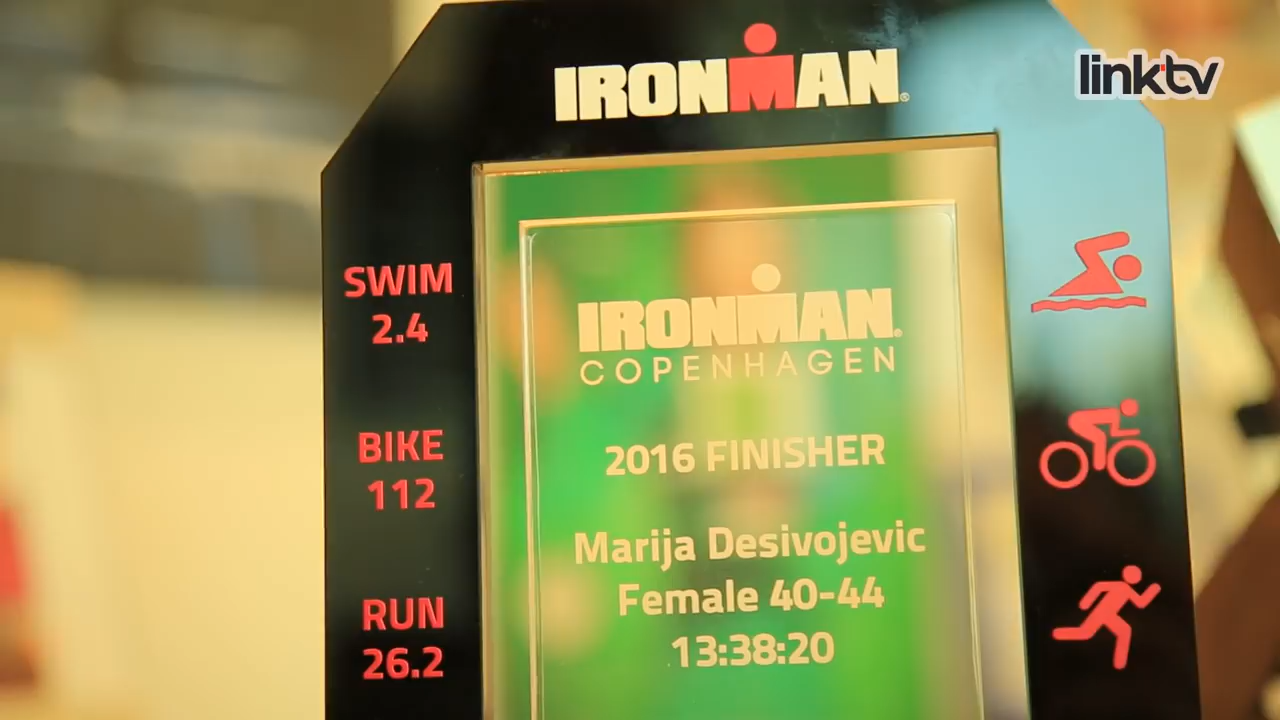 IRONMAN®
linktv
SWIM
2.4
BIKE
112
RUN
26.2
IRONMAN.
COPENHAGEN
2016 FINISHER
Marija Desivojevic
Female 40-44
13:38:20